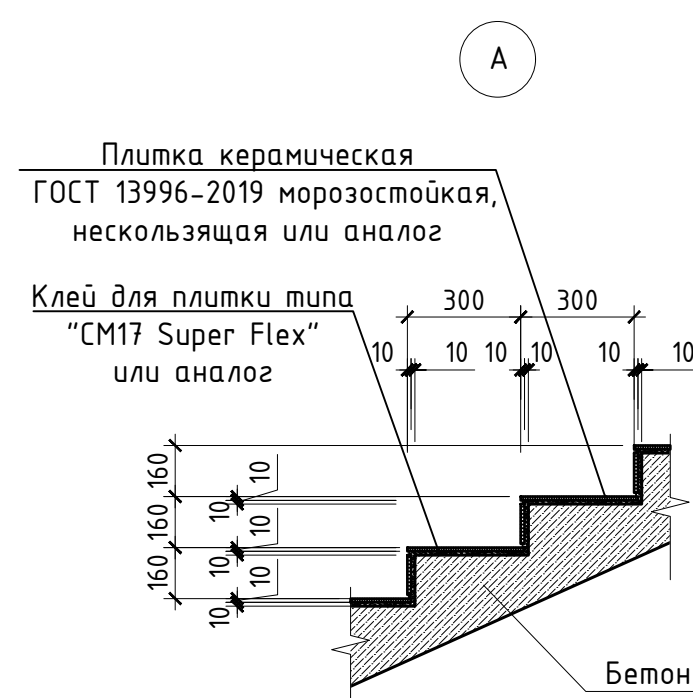 А
Плитка керамическая
ГОСТ 13996-2019 морозостойкая,
нескользящая или аналог
Клей для плитки типа
"СМ17 Super Flex"
или аналог
300 300
10 10 10 10 10 10
160 10 10
160 10 10
160 10 10
Бетон